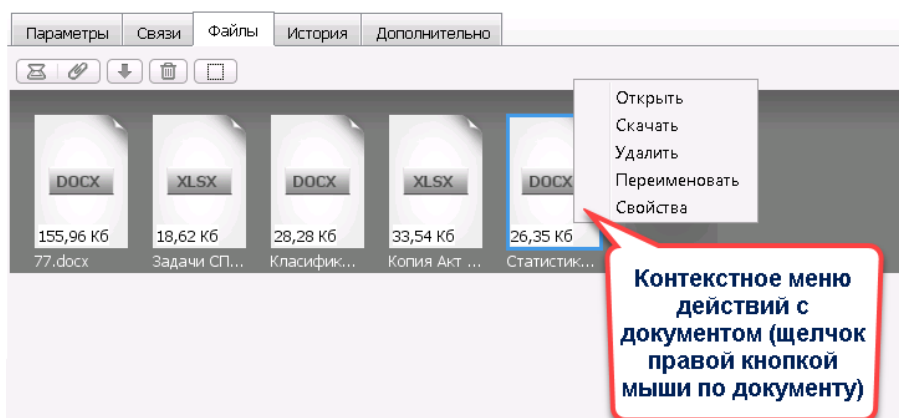 Параметры Связи Файлы История Дополнительно
Открыть
Скачать
Удалить
Переименовать
Свойства
DOCX XLSX DOCX XLSX DOCX
155,96 Кб 18,62 Кб 28,28 Кб 33,54 Кб 26,35 Кб
77.docx Задачи СП... Класифик... Копия Акт ... Статистик...
Контекстное меню
действий с
документом (щелчок
правой кнопкой
мыши по документу)